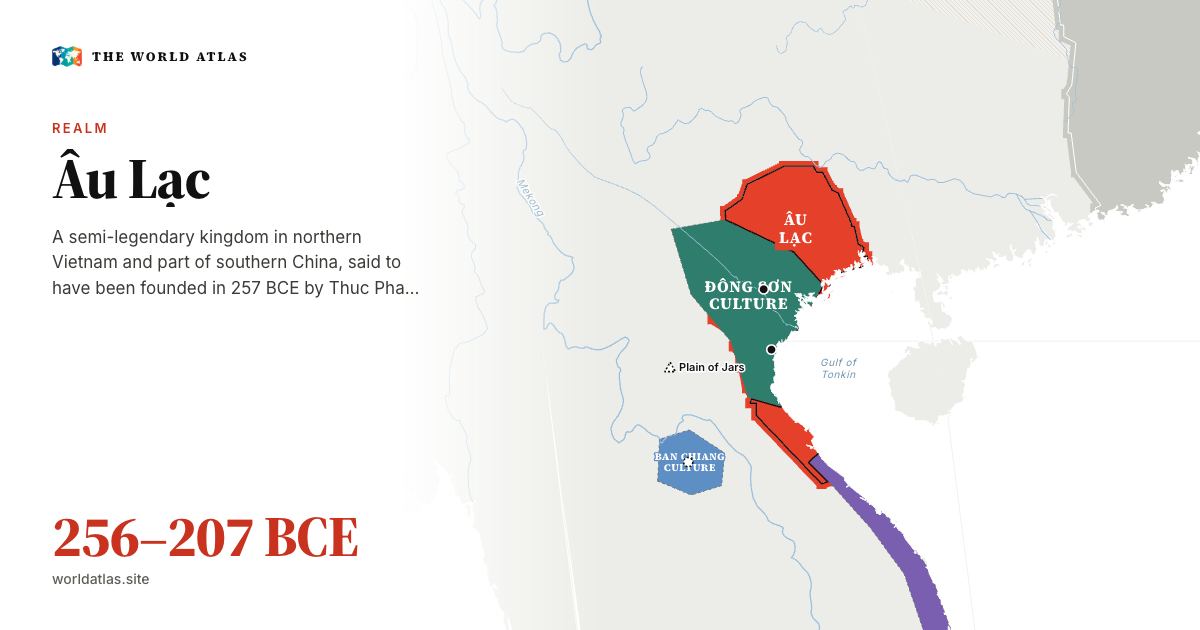 THE WORLD ATLAS
REALM
Âu Lạc
A semi-legendary kingdom in northern
Vietnam and part of southern China, said to
have been founded in 257 BCE by Thuc Pha...
256–207 BCE
worldatlas.site
Mekong
ÂU
LẠC
ĐÔNG SƠN
CULTURE
Plain of Jars
Gulf of
Tonkin
BAN CHIANG
CULTURE